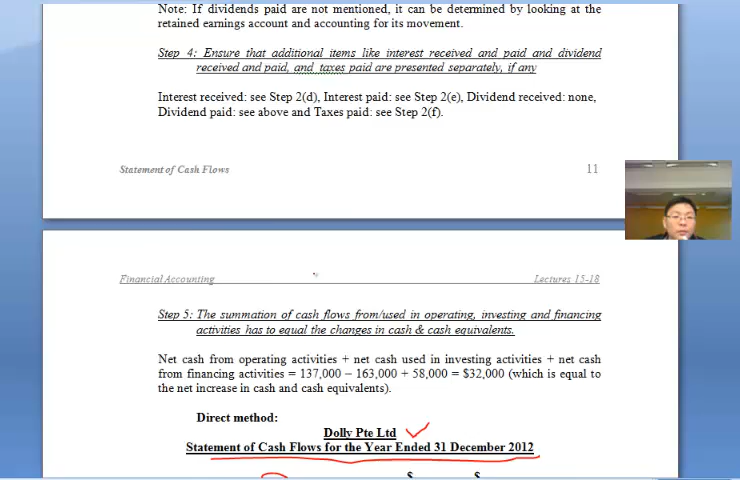 Note: If dividends paid are not mentioned, it can be determined by looking at the
retained earnings account and accounting for its movement.
Step 4: Ensure that additional items like interest received and paid and dividend
received and paid, and taxes paid are presented separately, if any
Interest received: see Step 2(d), Interest paid: see Step 2(e), Dividend received: none,
Dividend paid: see above and Taxes paid: see Step 2(f).
Statement of Cash Flows 11
Financial Accounting Lectures 15-18
Step 5: The summation of cash flows from/used in operating, investing and financing
activities has to equal the changes in cash & cash equivalents.
Net cash from operating activities + net cash used in investing activities + net cash
from financing activities = 137,000 – 163,000 + 58,000 = $32,000 (which is equal to
the net increase in cash and cash equivalents).
Direct method:
Dolly Pte Ltd
Statement of Cash Flows for the Year Ended 31 December 2012
$ $